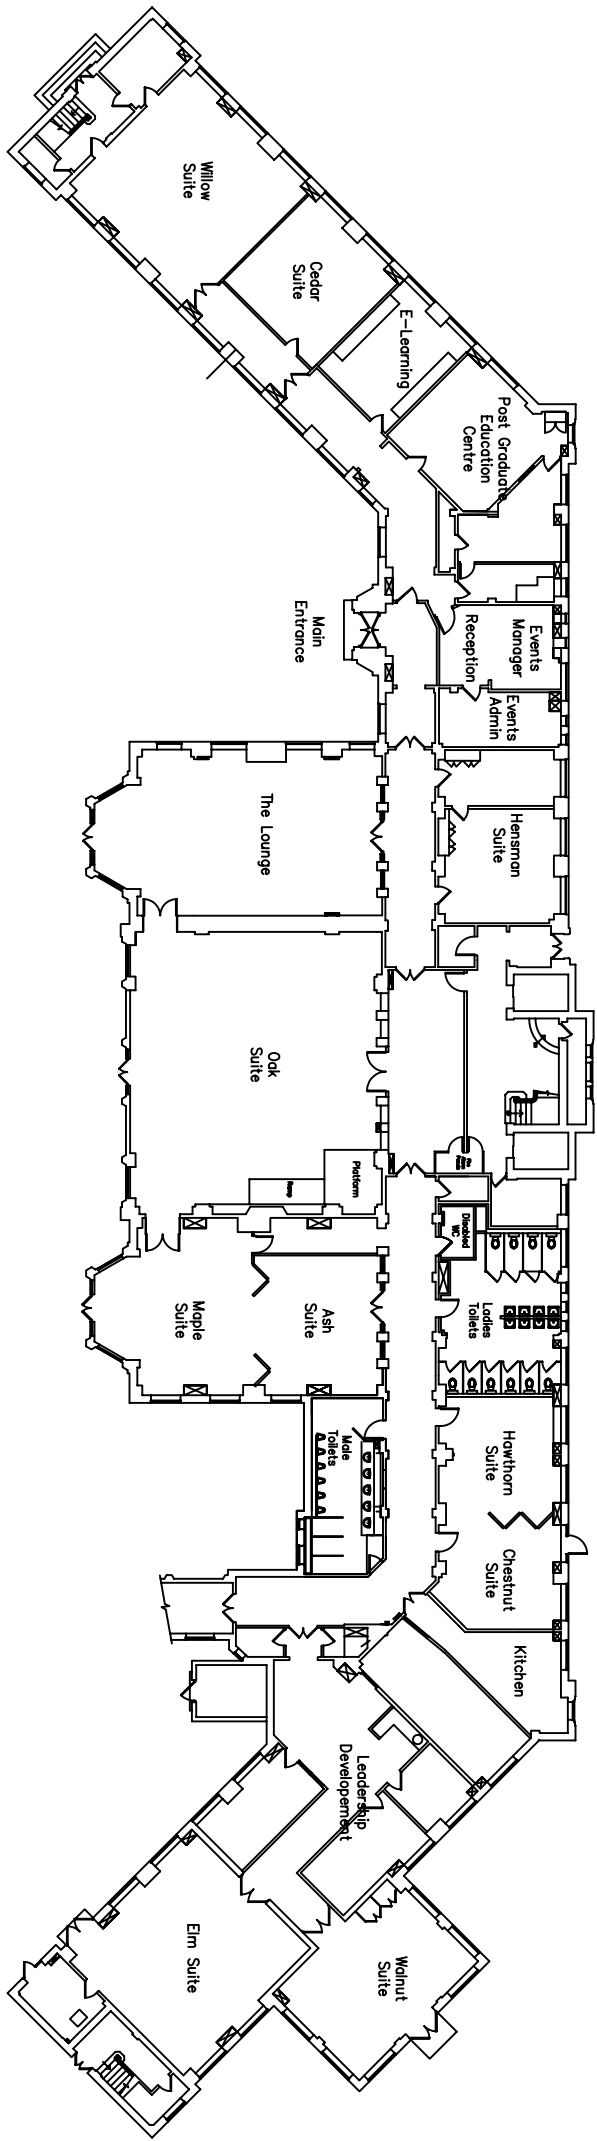 Willow
Suite
Cedar
Suite
E-Learning
Post Graduate
Education
Centre
Main
Entrance
Reception
Events
Manager
Events
Admin
The Lounge
Hensman
Suite
Oak
Suite
Platform
Ramp
Disabled
WC
Ladies
Toilets
Maple
Suite
Ash
Suite
Male
Toilets
Hawthorn
Suite
Chestnut
Suite
Kitchen
Leadership
Developement
Elm Suite
Walnut
Suite